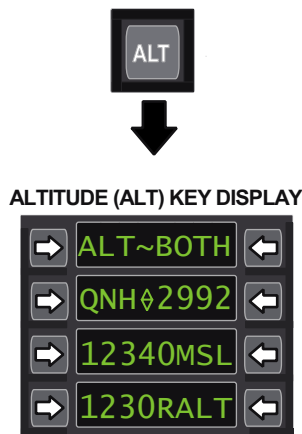 ALT
ALTITUDE (ALT) KEY DISPLAY
ALT~BOTH
QNH⬨2992
12340MSL
1230RALT